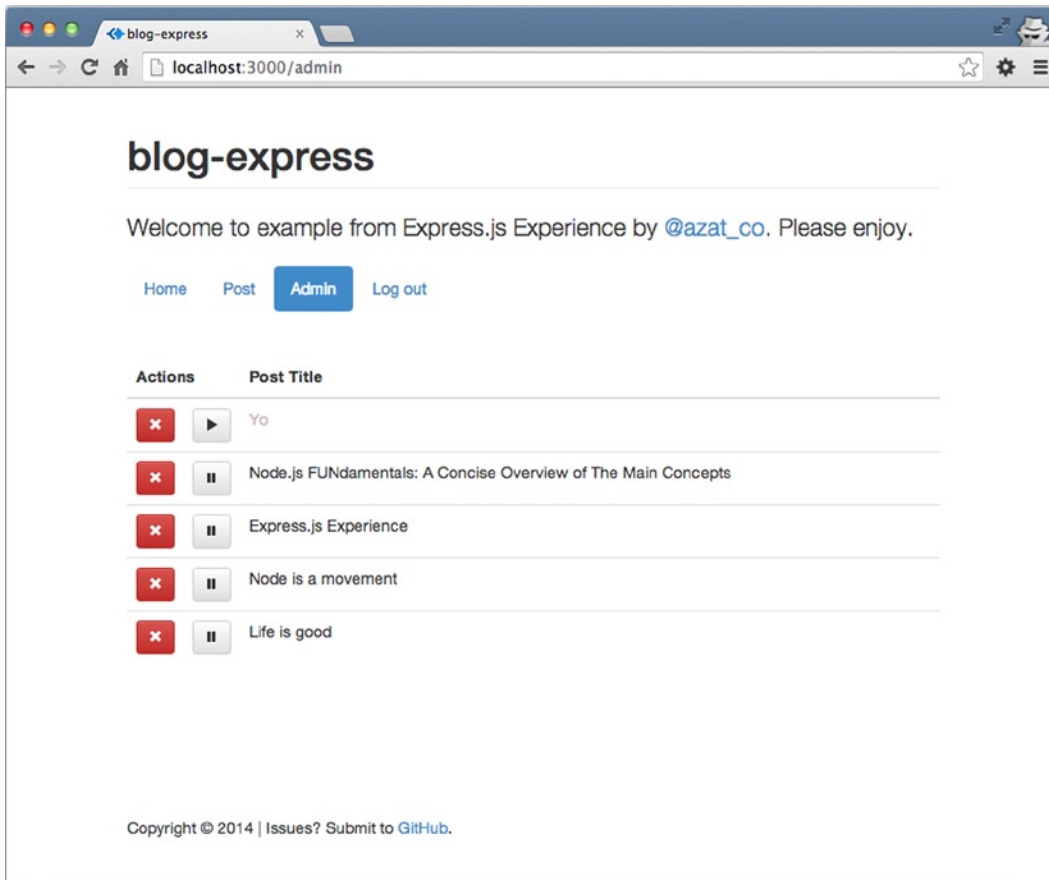 blog-express
localhost:3000/admin
blog-express
Welcome to example from Express.js Experience by @azat_co. Please enjoy.
Home Post Admin Log out
Actions Post Title
Yo
Node.js FUNdamentals: A Concise Overview of The Main Concepts
Express.js Experience
Node is a movement
Life is good
Copyright © 2014 | Issues? Submit to GitHub.